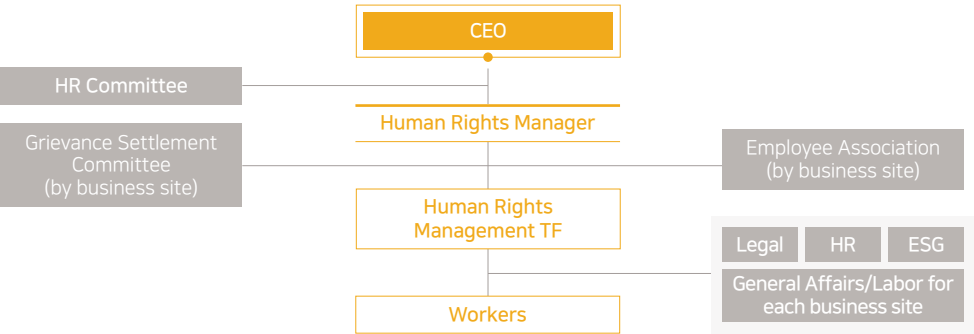 CEO
HR Committee
Human Rights Manager
Grievance Settlement
Committee
(by business site)
Employee Association
(by business site)
Human Rights
Management TF
Legal
HR
ESG
General Affairs/Labor for
each business site
Workers